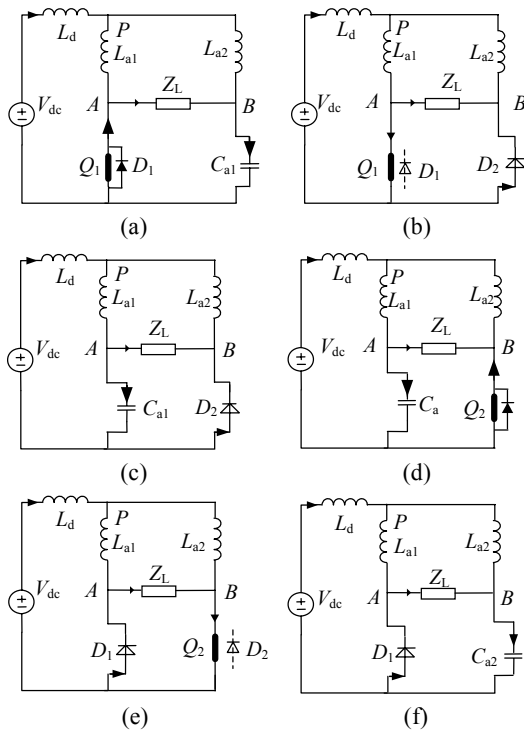 L_d P L_a1 L_a2
V_dc A Z_L B
Q_1 D_1 C_a1
(a)
L_d P L_a1 L_a2
V_dc A Z_L B
Q_1 D_1 D_2
(b)
L_d P L_a1 L_a2
V_dc A Z_L B
C_a1 D_2
(c)
L_d P L_a1 L_a2
V_dc A Z_L B
C_a Q_2
(d)
L_d P L_a1 L_a2
V_dc A Z_L B
D_1 Q_2 D_2
(e)
L_d P L_a1 L_a2
V_dc A Z_L B
D_1 C_a2
(f)